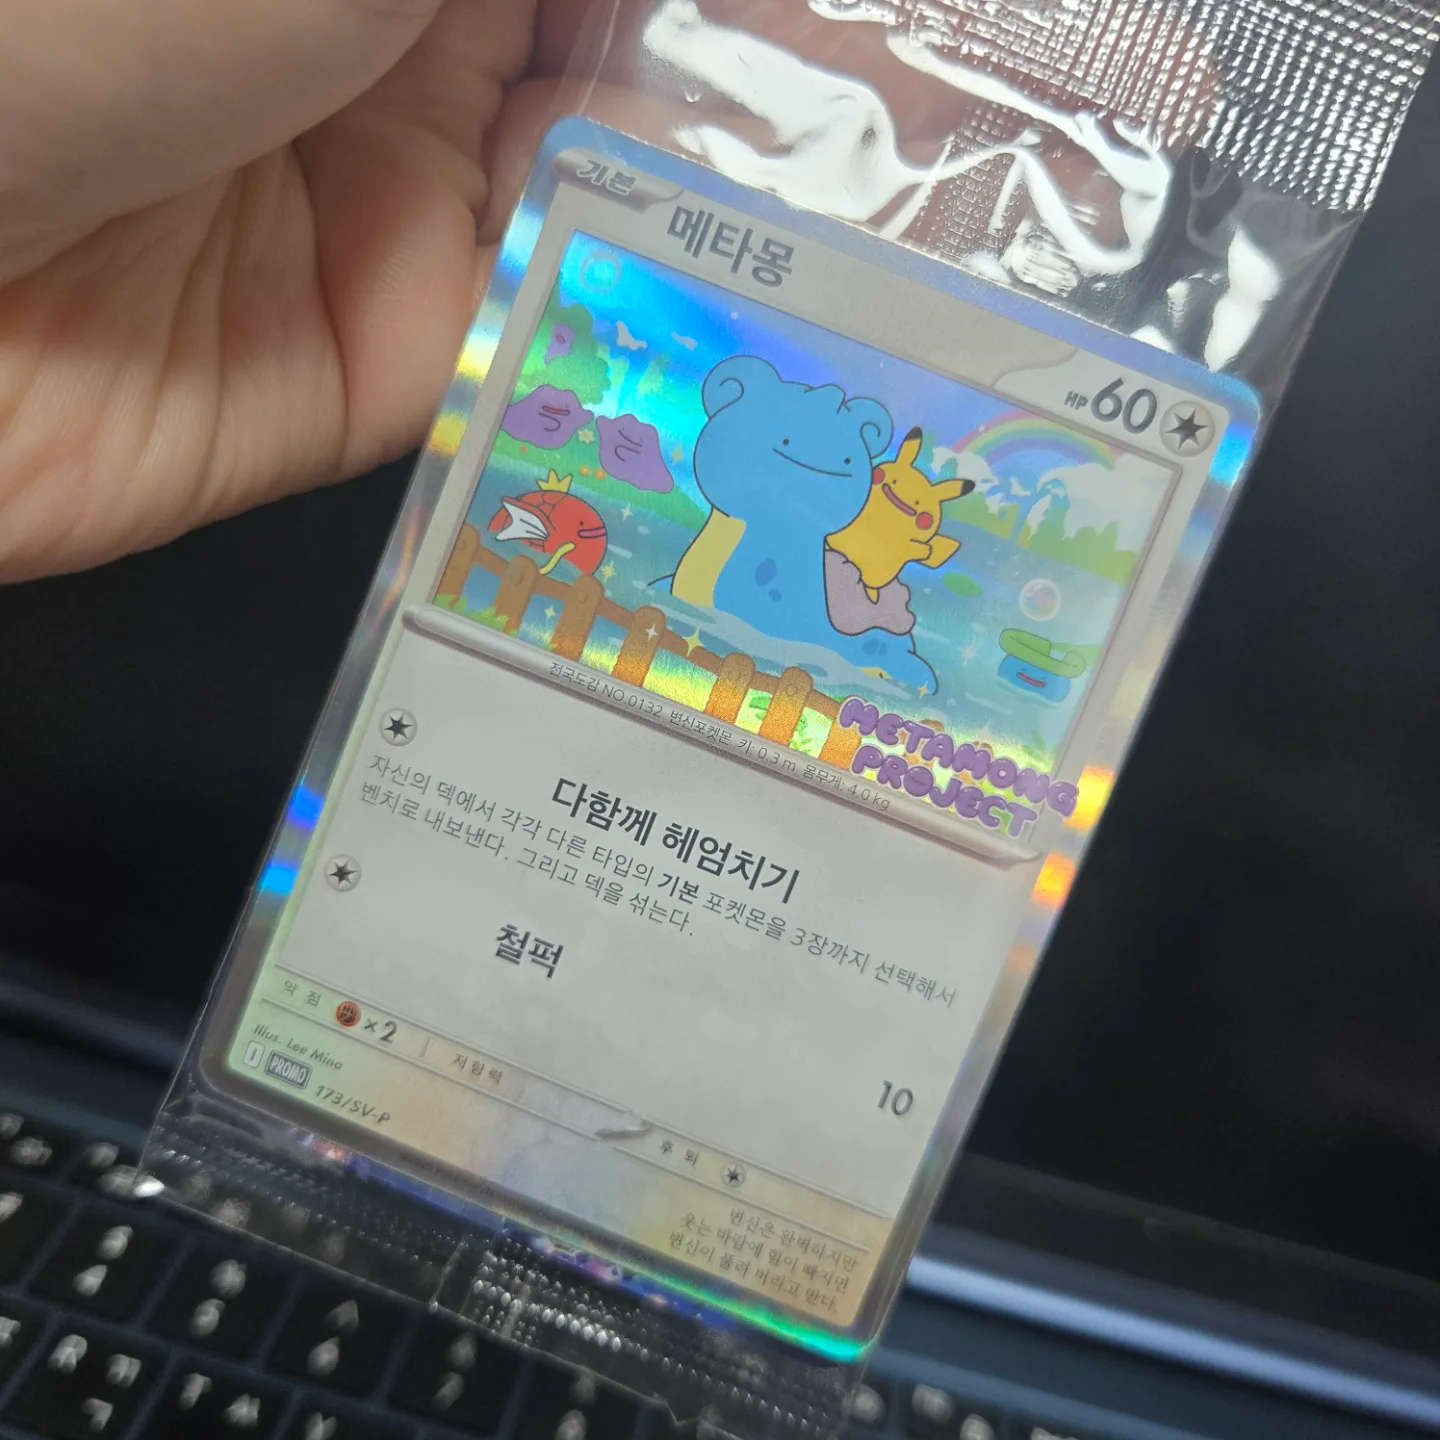 기본
메타몽
HP 60
METAMONG
PROJECT
전국도감 NO.0132 변신포켓몬 키: 0.3 m 몸무게: 4.0 kg
다함께 헤엄치기
자신의 덱에서 각각 다른 타입의 기본 포켓몬을 3장까지 선택해서
벤치로 내보낸다. 그리고 덱을 섞는다.
철퍽 10
약점 ×2 저항력
후퇴
Illus. Lee Mina
I PROMO 173/SV-P
변신은 완벽하지만
웃는 바람에 힘이 빠지면
변신이 풀려 버리고 만다.